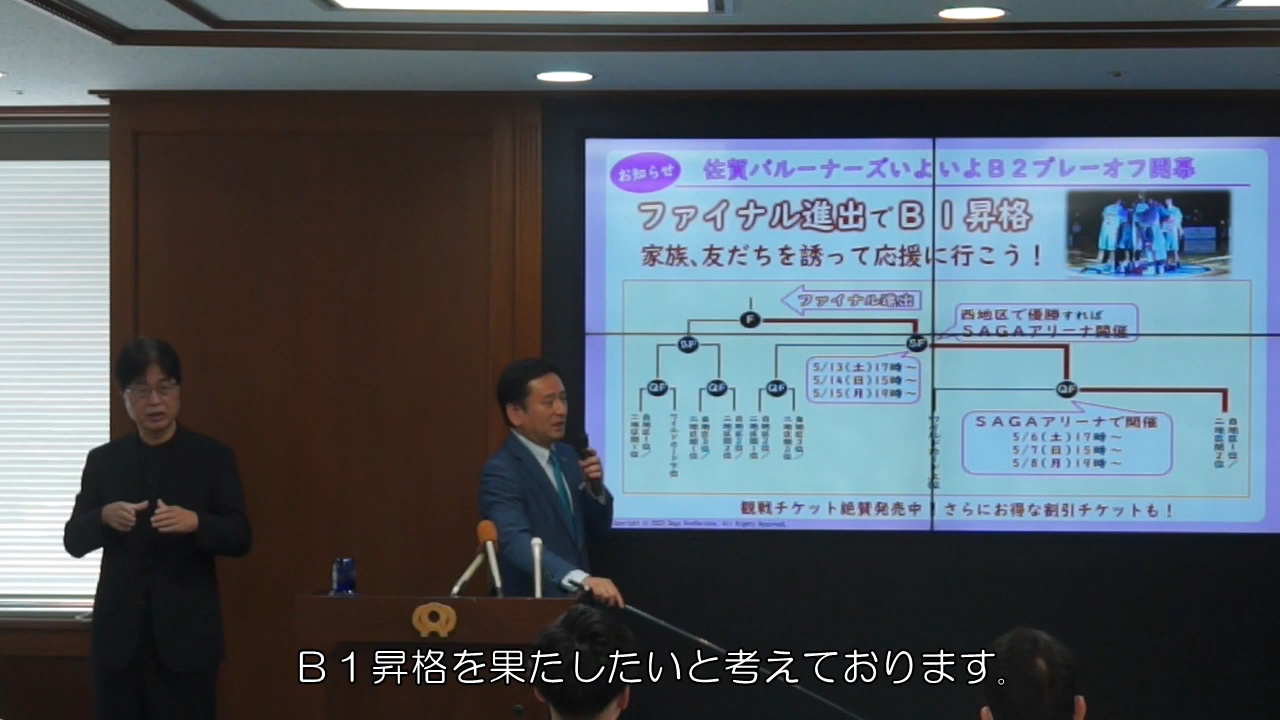 お知らせ
佐賀バルーナーズいよいよB2プレーオフ開幕
ファイナル進出でB1昇格
家族、友だちを誘って応援に行こう！
ファイナル進出
西地区で優勝すれば
SAGAアリーナ開催
F
SF
SF
QF
QF
QF
QF
5/13(土)17時～
5/14(日)15時～
5/15(月)19時～
SAGAアリーナで開催
5/6(土)17時～
5/7(日)15時～
5/8(月)19時～
観戦チケット絶賛発売中！さらにお得な割引チケットも！
B1昇格を果たしたいと考えております。